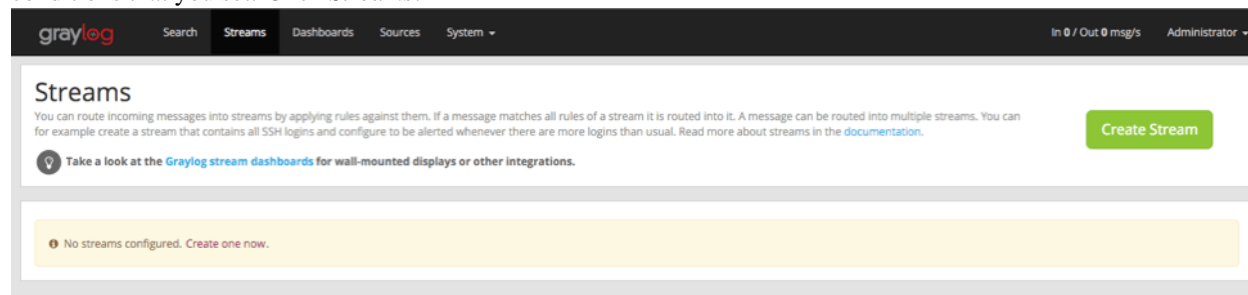 graylog Search Streams Dashboards Sources System In 0 / Out 0 msg/s Administrator
Streams
You can route incoming messages into streams by applying rules against them. If a message matches all rules of a stream it is routed into it. A message can be routed into multiple streams. You can
for example create a stream that contains all SSH logins and configure to be alerted whenever there are more logins than usual. Read more about streams in the documentation.
Create Stream
Take a look at the Graylog stream dashboards for wall-mounted displays or other integrations.
No streams configured. Create one now.